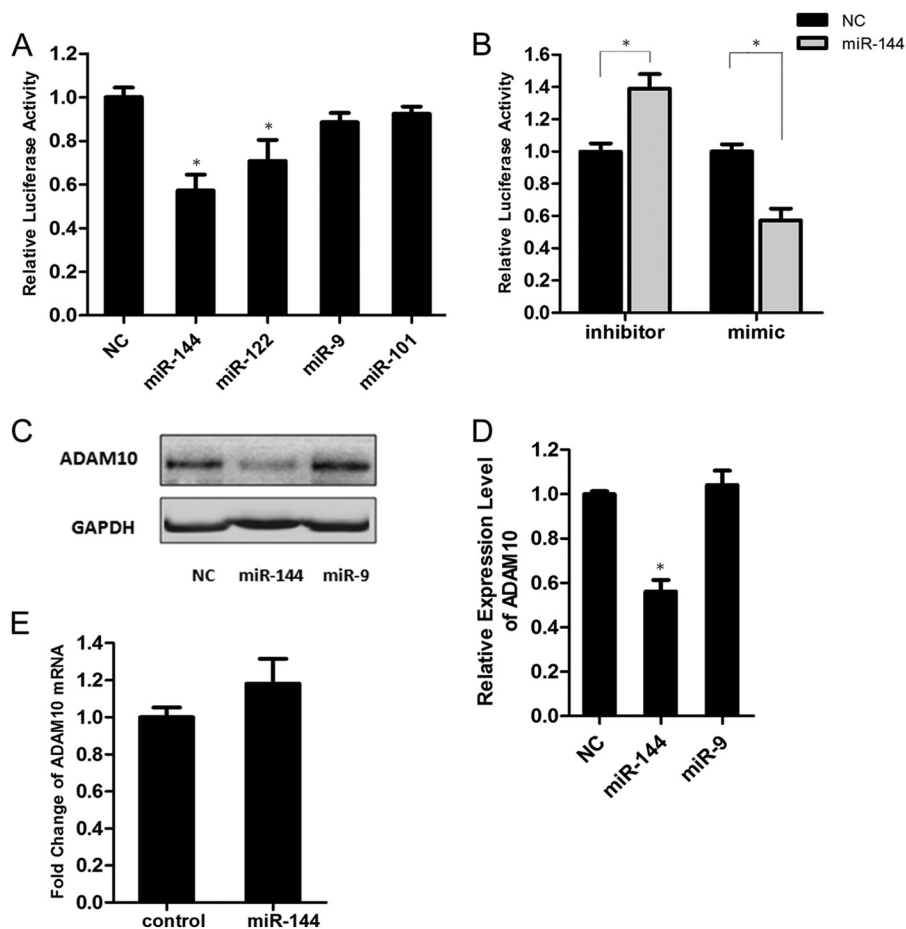 A
Relative Luciferase Activity
1.2
1.0
0.8
0.6
0.4
0.2
0.0
*
*
NC
miR-144
miR-122
miR-9
miR-101
B
NC
miR-144
Relative Luciferase Activity
1.6
1.4
1.2
1.0
0.8
0.6
0.4
0.2
0.0
*
*
inhibitor
mimic
C
ADAM10
GAPDH
NC miR-144 miR-9
D
Relative Expression Level
of ADAM10
1.2
1.0
0.8
0.6
0.4
0.2
0.0
*
NC
miR-144
miR-9
E
Fold Change of ADAM10 mRNA
1.4
1.2
1.0
0.8
0.6
0.4
0.2
0.0
control
miR-144